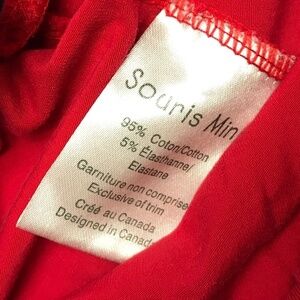 Souris Min
95% Coton/Cotton
5% Élasthanne/
Elastane
Garniture non comprise
Exclusive of trim
Créé au Canada
Designed in Canad